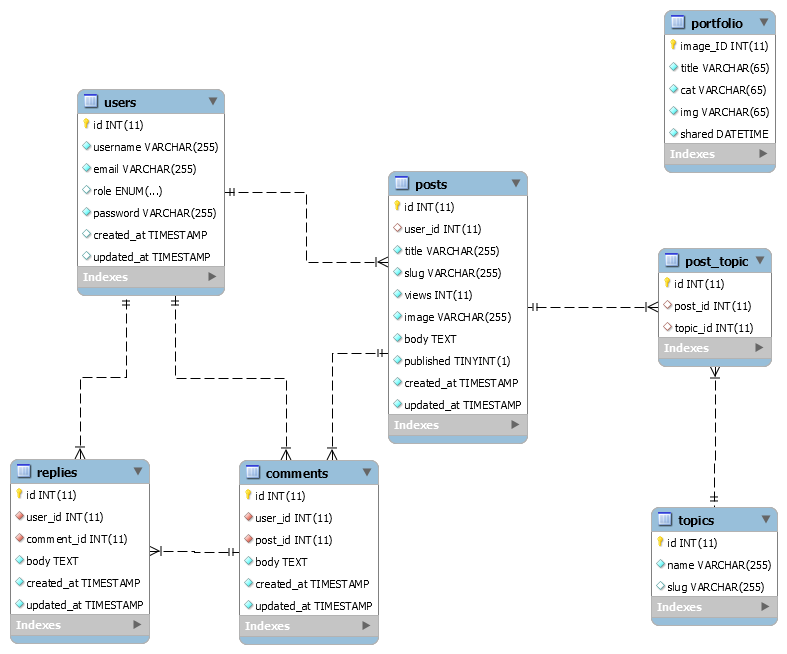 portfolio
image_ID INT(11)
title VARCHAR(65)
cat VARCHAR(65)
img VARCHAR(65)
shared DATETIME
Indexes
users
id INT(11)
username VARCHAR(255)
email VARCHAR(255)
role ENUM(...)
password VARCHAR(255)
created_at TIMESTAMP
updated_at TIMESTAMP
Indexes
posts
id INT(11)
user_id INT(11)
title VARCHAR(255)
slug VARCHAR(255)
views INT(11)
image VARCHAR(255)
body TEXT
published TINYINT(1)
created_at TIMESTAMP
updated_at TIMESTAMP
Indexes
post_topic
id INT(11)
post_id INT(11)
topic_id INT(11)
Indexes
replies
id INT(11)
user_id INT(11)
comment_id INT(11)
body TEXT
created_at TIMESTAMP
updated_at TIMESTAMP
Indexes
comments
id INT(11)
user_id INT(11)
post_id INT(11)
body TEXT
created_at TIMESTAMP
updated_at TIMESTAMP
Indexes
topics
id INT(11)
name VARCHAR(255)
slug VARCHAR(255)
Indexes